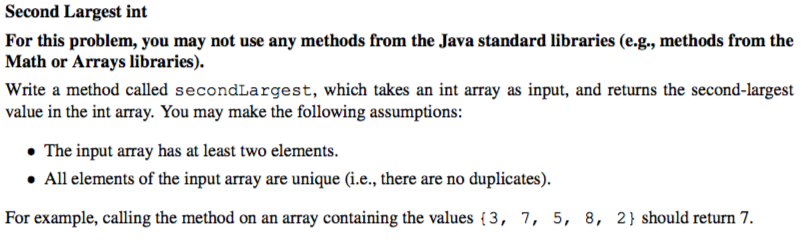 Second Largest int
For this problem, you may not use any methods from the Java standard libraries (e.g., methods from the
Math or Arrays libraries).
Write a method called secondLargest, which takes an int array as input, and returns the second-largest
value in the int array. You may make the following assumptions:
• The input array has at least two elements.
• All elements of the input array are unique (i.e., there are no duplicates).
For example, calling the method on an array containing the values {3, 7, 5, 8, 2} should return 7.